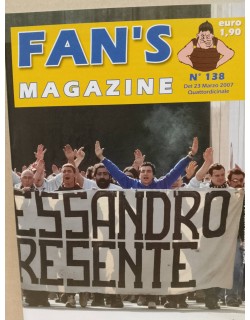 FAN'S
MAGAZINE
euro
1,90
N° 138
Dal 23 Marzo 2007
Quattordicinale
ESSANDRO
RESENTE